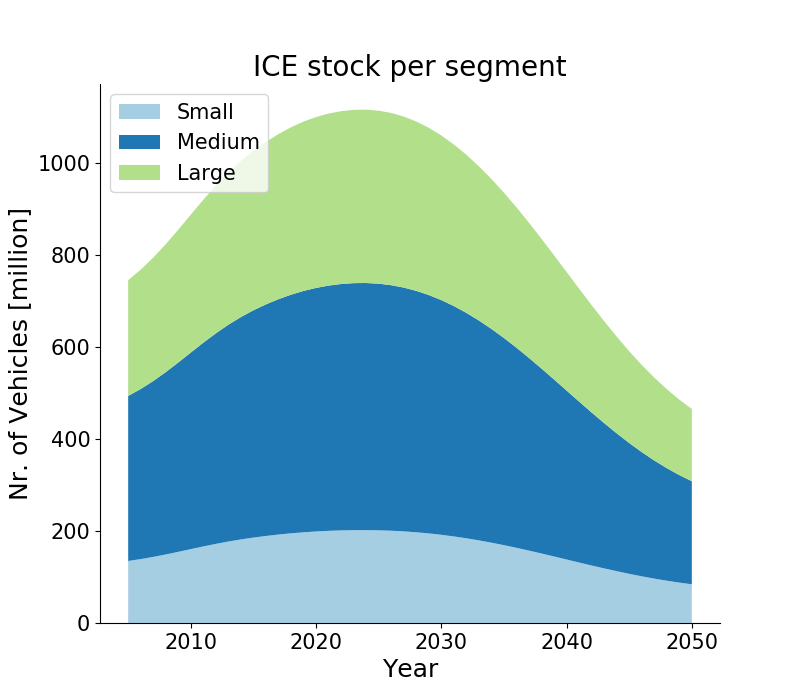 ICE stock per segment
Small
Medium
Large
Nr. of Vehicles [million]
1000
800
600
400
200
0
2010 2020 2030 2040 2050
Year